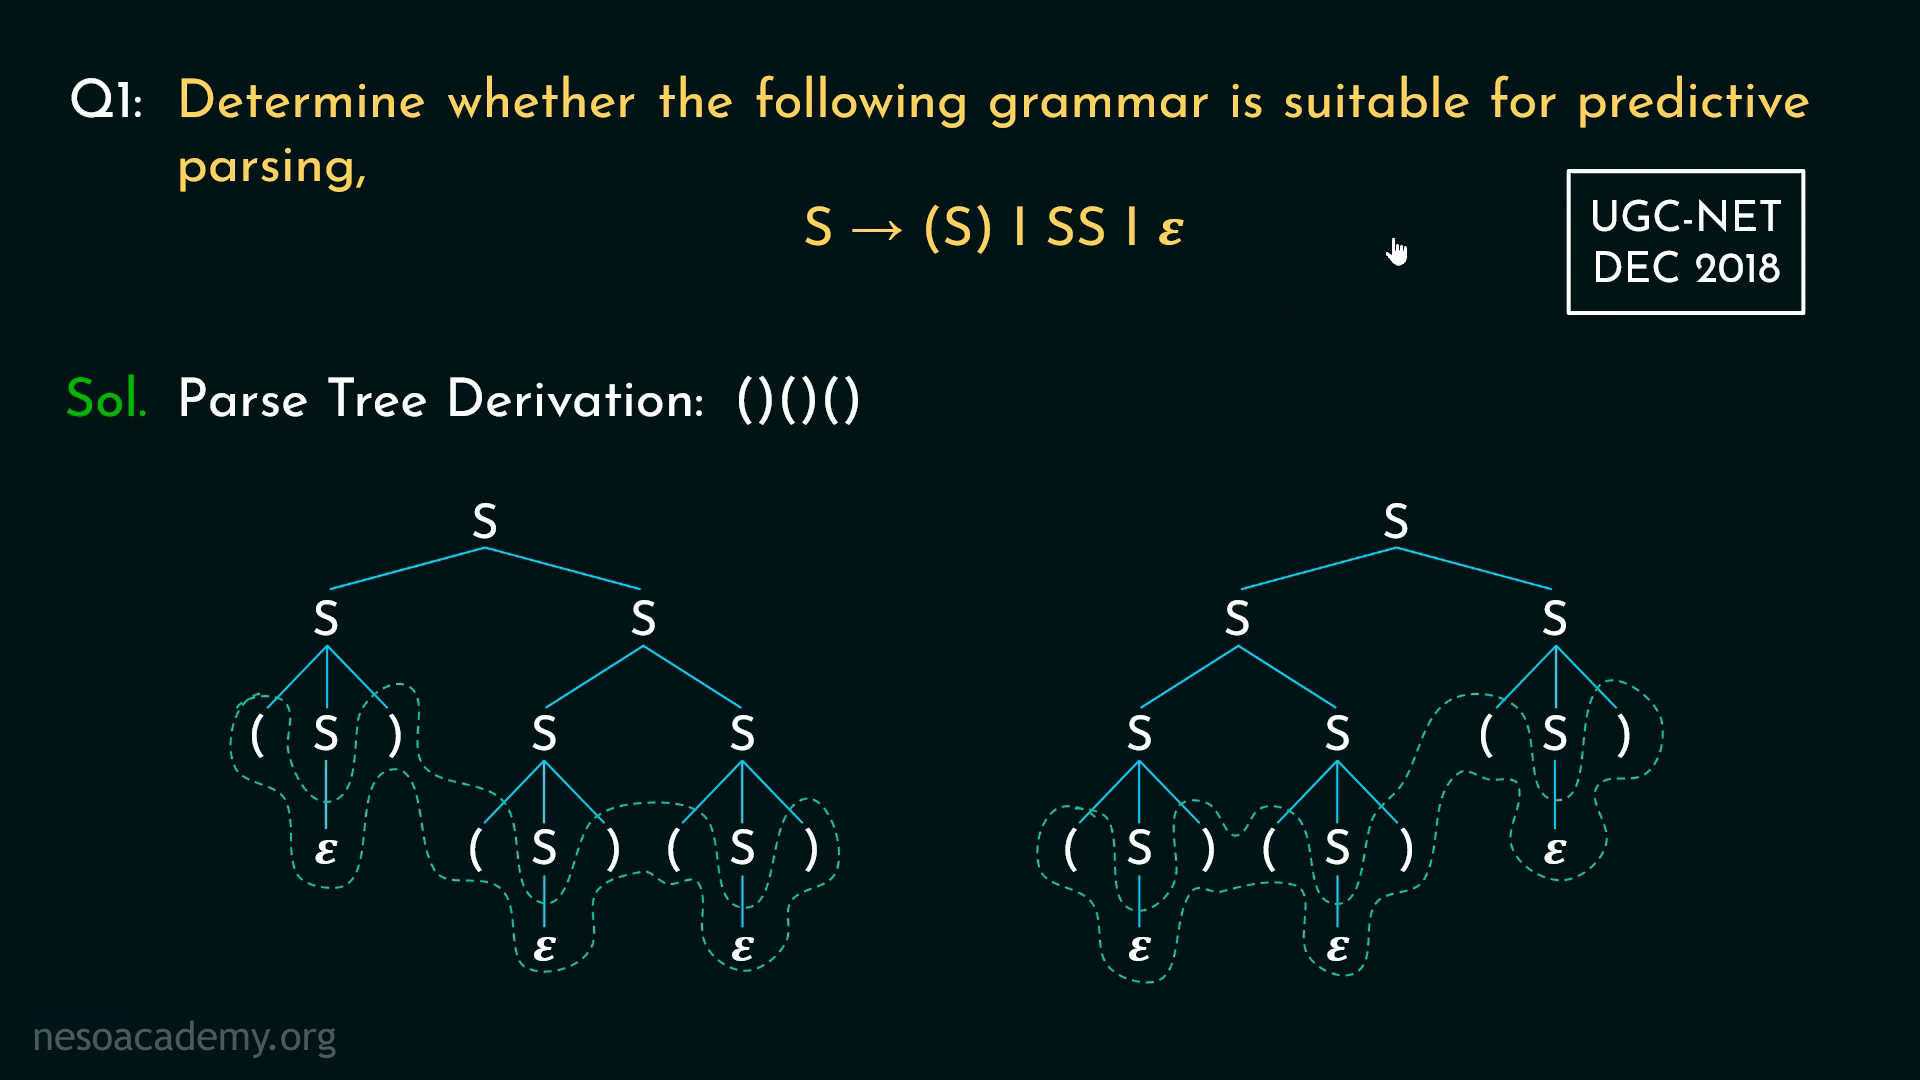 Q1: Determine whether the following grammar is suitable for predictive
parsing,
S → (S) | SS | ε
UGC-NET
DEC 2018
Sol. Parse Tree Derivation: ()()()
S S
S S S S
( S ) S S S S ( S )
ε ( S ) ( S ) ( S ) ( S ) ε
ε ε ε ε
nesoacademy.org